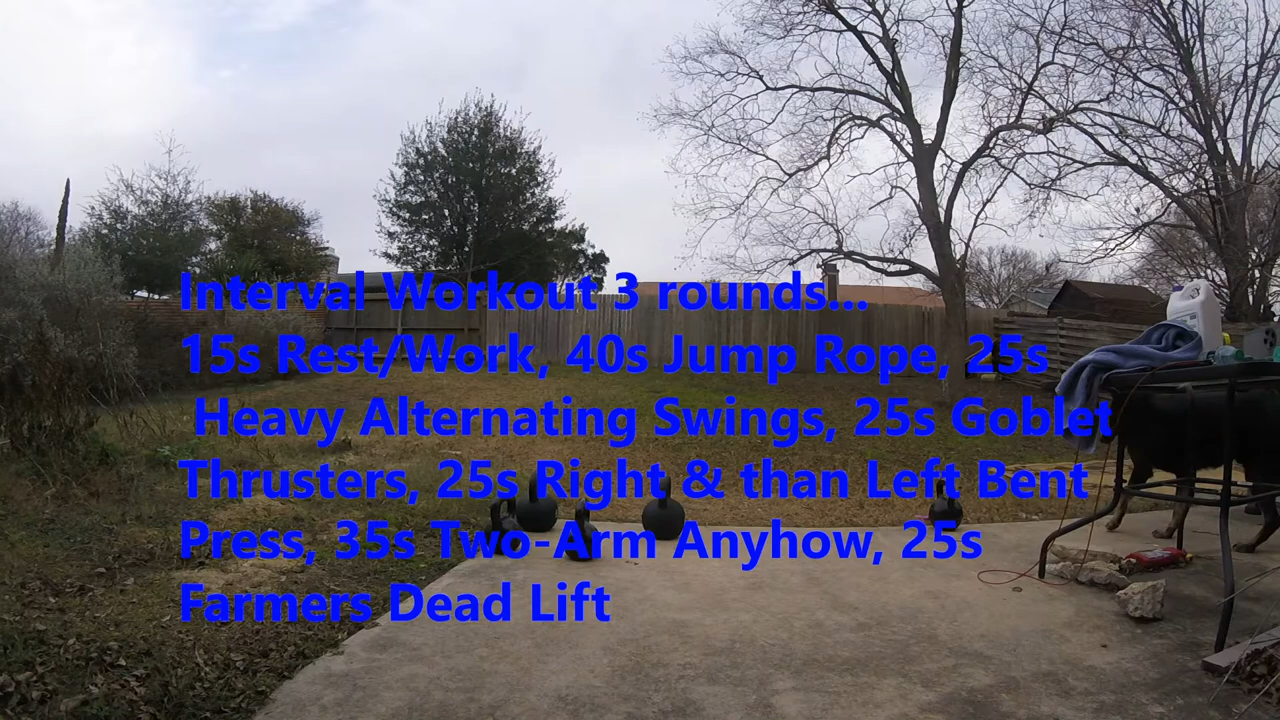 Interval Workout 3 rounds...
15s Rest/Work, 40s Jump Rope, 25s
Heavy Alternating Swings, 25s Goblet
Thrusters, 25s Right & than Left Bent
Press, 35s Two-Arm Anyhow, 25s
Farmers Dead Lift